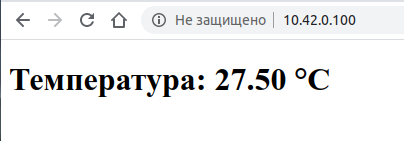 Не защищено 10.42.0.100
Температура: 27.50 °C